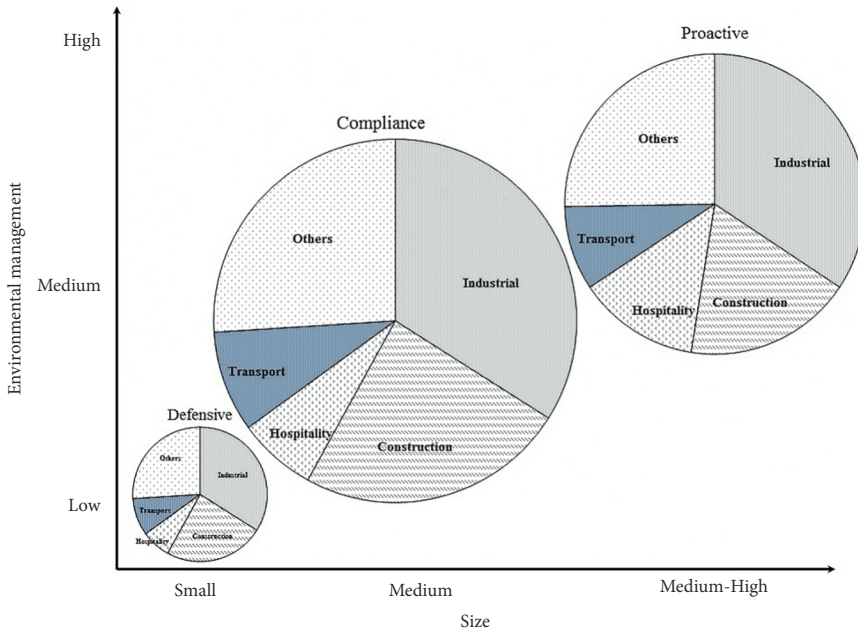 High
Proactive
Compliance
Others
Industrial
Others
Industrial
Transport
Environmental management
Medium
Construction
Hospitality
Transport
Defensive
Hospitality
Construction
Others
Industrial
Low
Transport
Construction
Hospitality
Small
Medium
Medium-High
Size